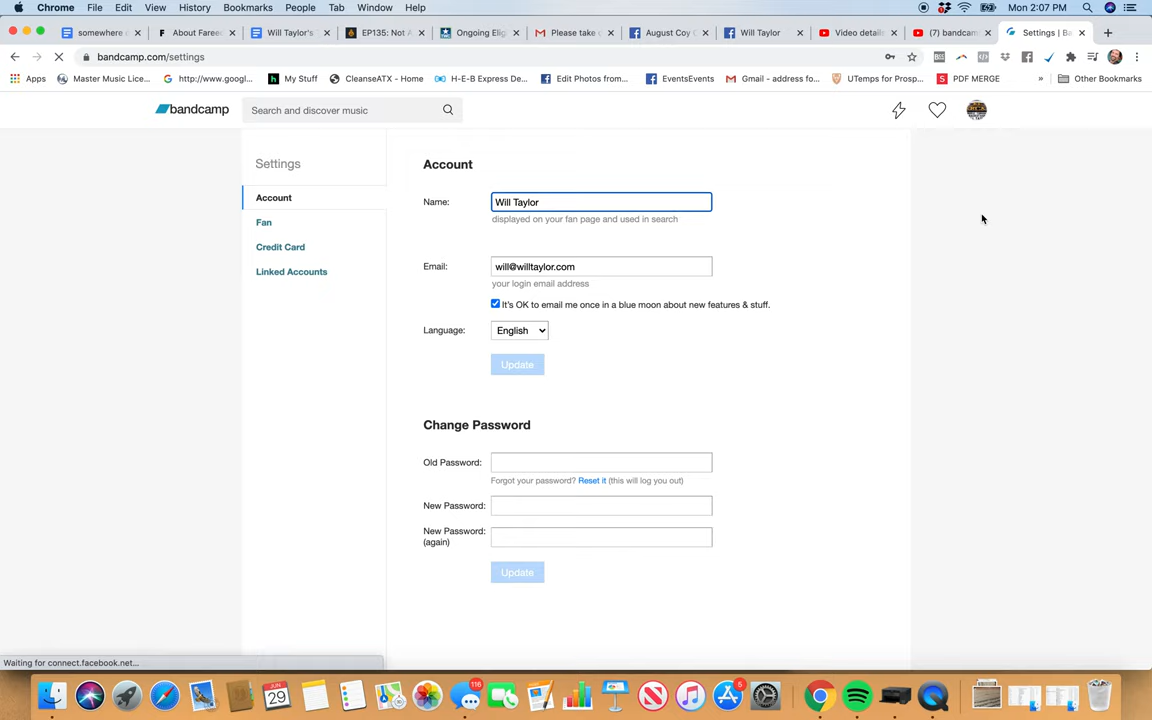 Chrome File Edit View History Bookmarks People Tab Window Help Mon 2:07 PM
somewhere About Fareed Will Taylor's EP135: Not A Ongoing Elig Please take August Coy Will Taylor Video details (7) bandcamp Settings | Ba
bandcamp.com/settings
Apps Master Music Lice... http://www.googl... My Stuff CleanseATX - Home H-E-B Express De... Edit Photos from... EventsEvents Gmail - address fo... UTemps for Prosp... PDF MERGE » Other Bookmarks
bandcamp Search and discover music
Settings
Account
Fan
Credit Card
Linked Accounts
Account
Name: Will Taylor
displayed on your fan page and used in search
Email: will@willtaylor.com
your login email address
It's OK to email me once in a blue moon about new features & stuff.
Language: English
Update
Change Password
Old Password:
Forgot your password? Reset it (this will log you out)
New Password:
New Password:
(again)
Update
Waiting for connect.facebook.net...
116
5
JUN
29